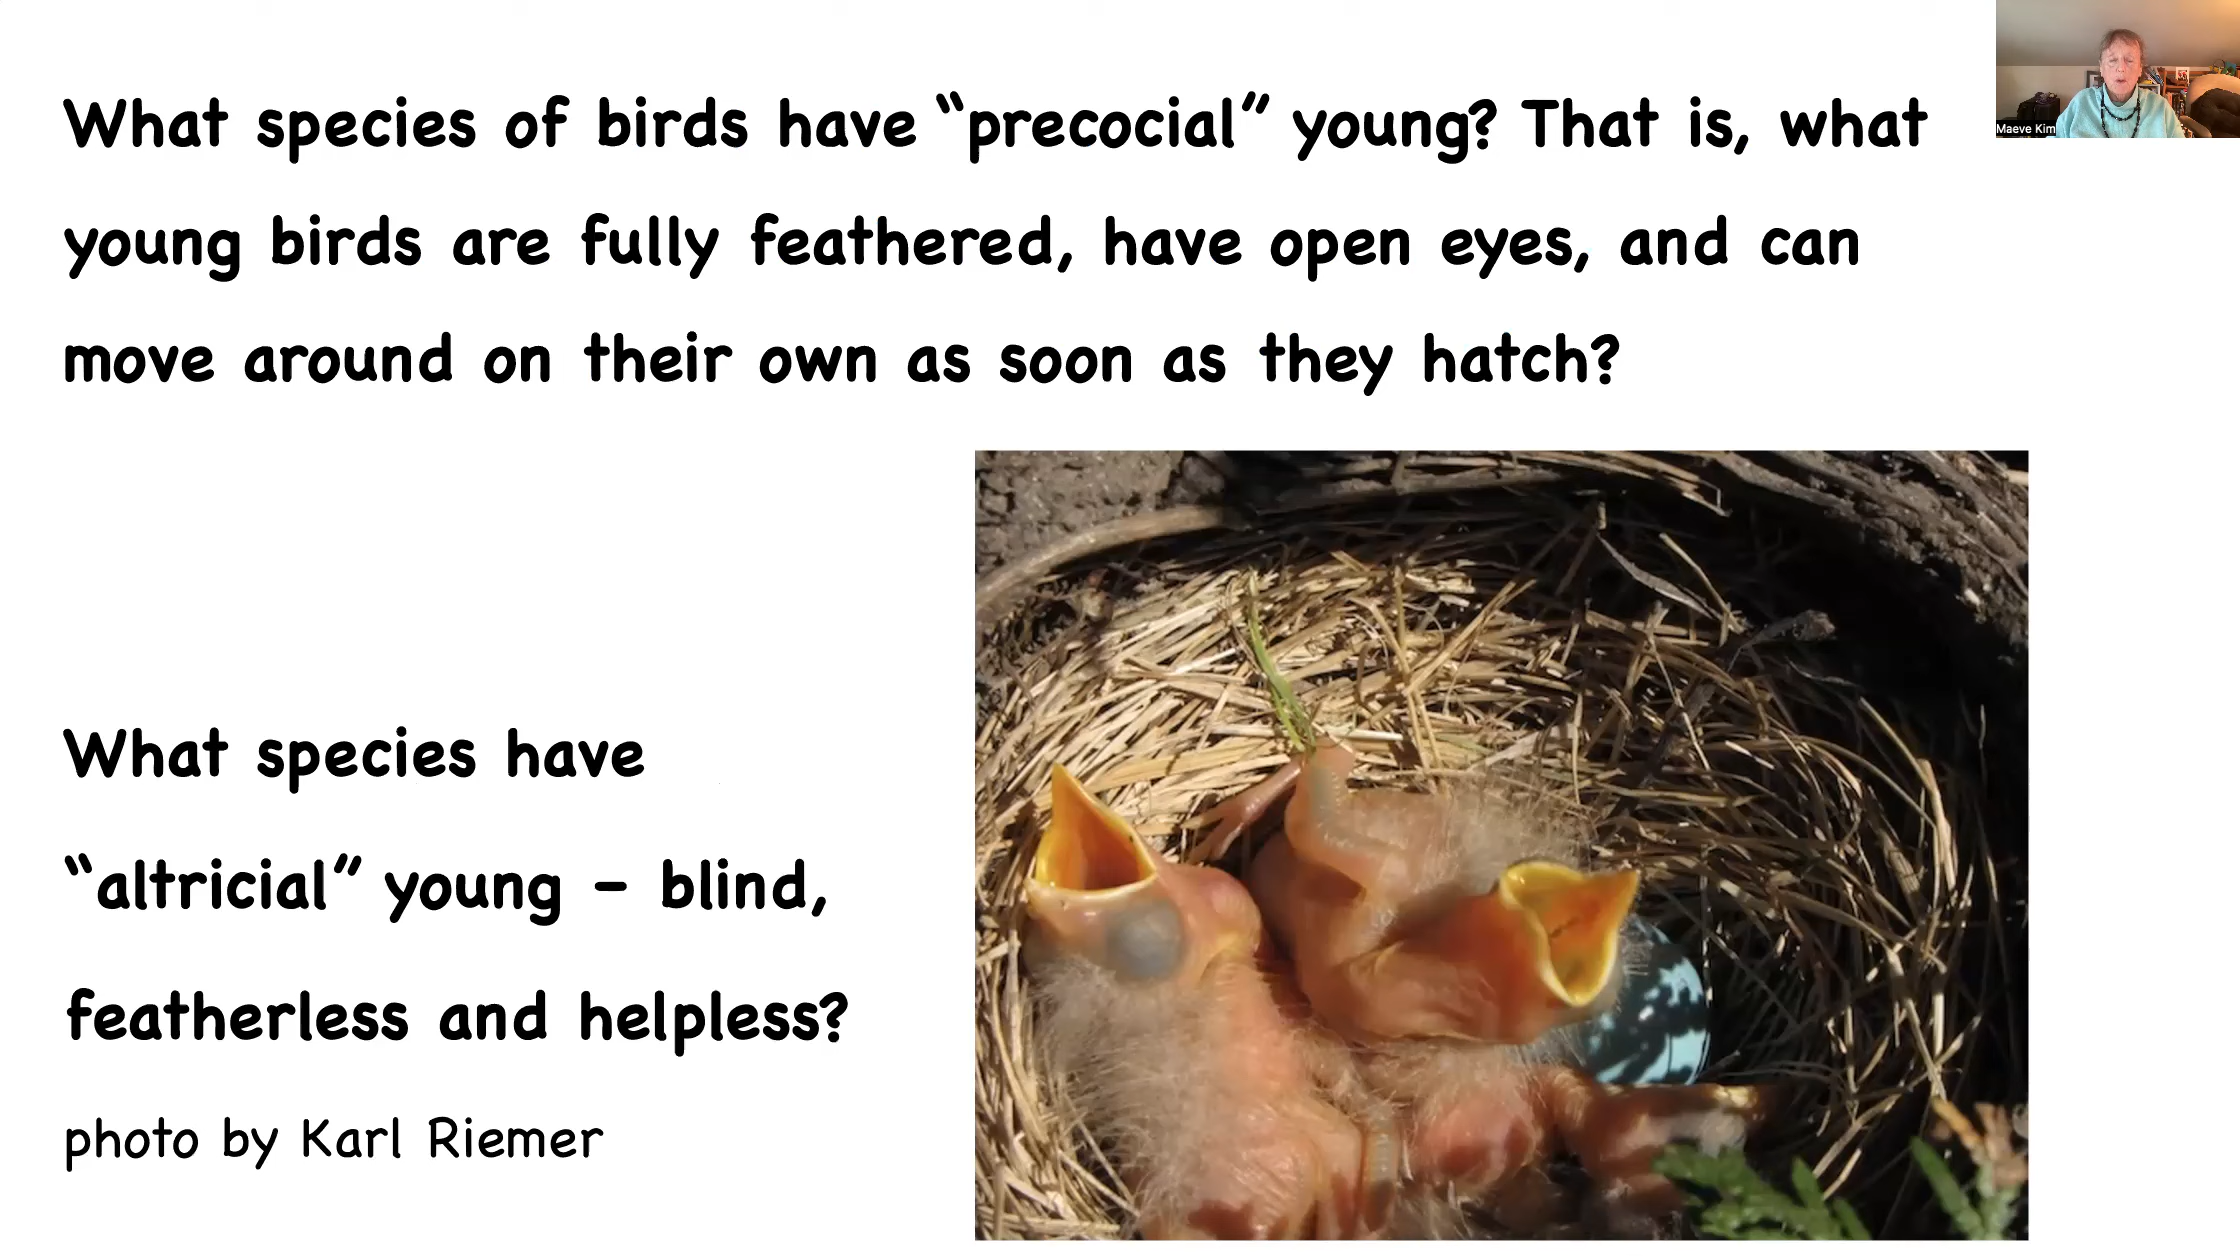 What species of birds have “precocial” young? That is, what
young birds are fully feathered, have open eyes, and can
move around on their own as soon as they hatch?
Maeve Kim
What species have
“altricial” young – blind,
featherless and helpless?
photo by Karl Riemer